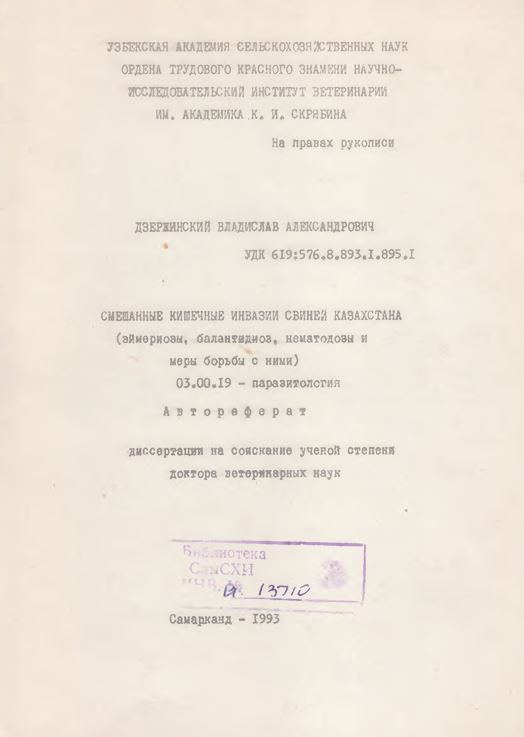 УЗБЕКСКАЯ АКАДЕМИЯ СЕЛЬСКОХОЗЯЙСТВЕННЫХ НАУК
ОРДЕНА ТРУДОВОГО КРАСНОГО ЗНАМЕНИ НАУЧНО-
ИССЛЕДОВАТЕЛЬСКИЙ ИНСТИТУТ ВЕТЕРИНАРИИ
ИМ. АКАДЕМИКА К. И. СКРЯБИНА
На правах рукописи
ДЗЕРЖИНСКИЙ ВЛАДИСЛАВ АЛЕКСАНДРОВИЧ
УДК 619:576.8.893.1.895.1
СМЕШАННЫЕ КИШЕЧНЫЕ ИНВАЗИИ СВИНЕЙ КАЗАХСТАНА
(эймериозы, балантидиоз, нематодозы и
меры борьбы с ними)
03.00.19 - паразитология
Автореферат
диссертации на соискание ученой степени
доктора ветеринарных наук
Библиотека
СамСХИ
ИНВ. № 13710
Самарканд - 1993